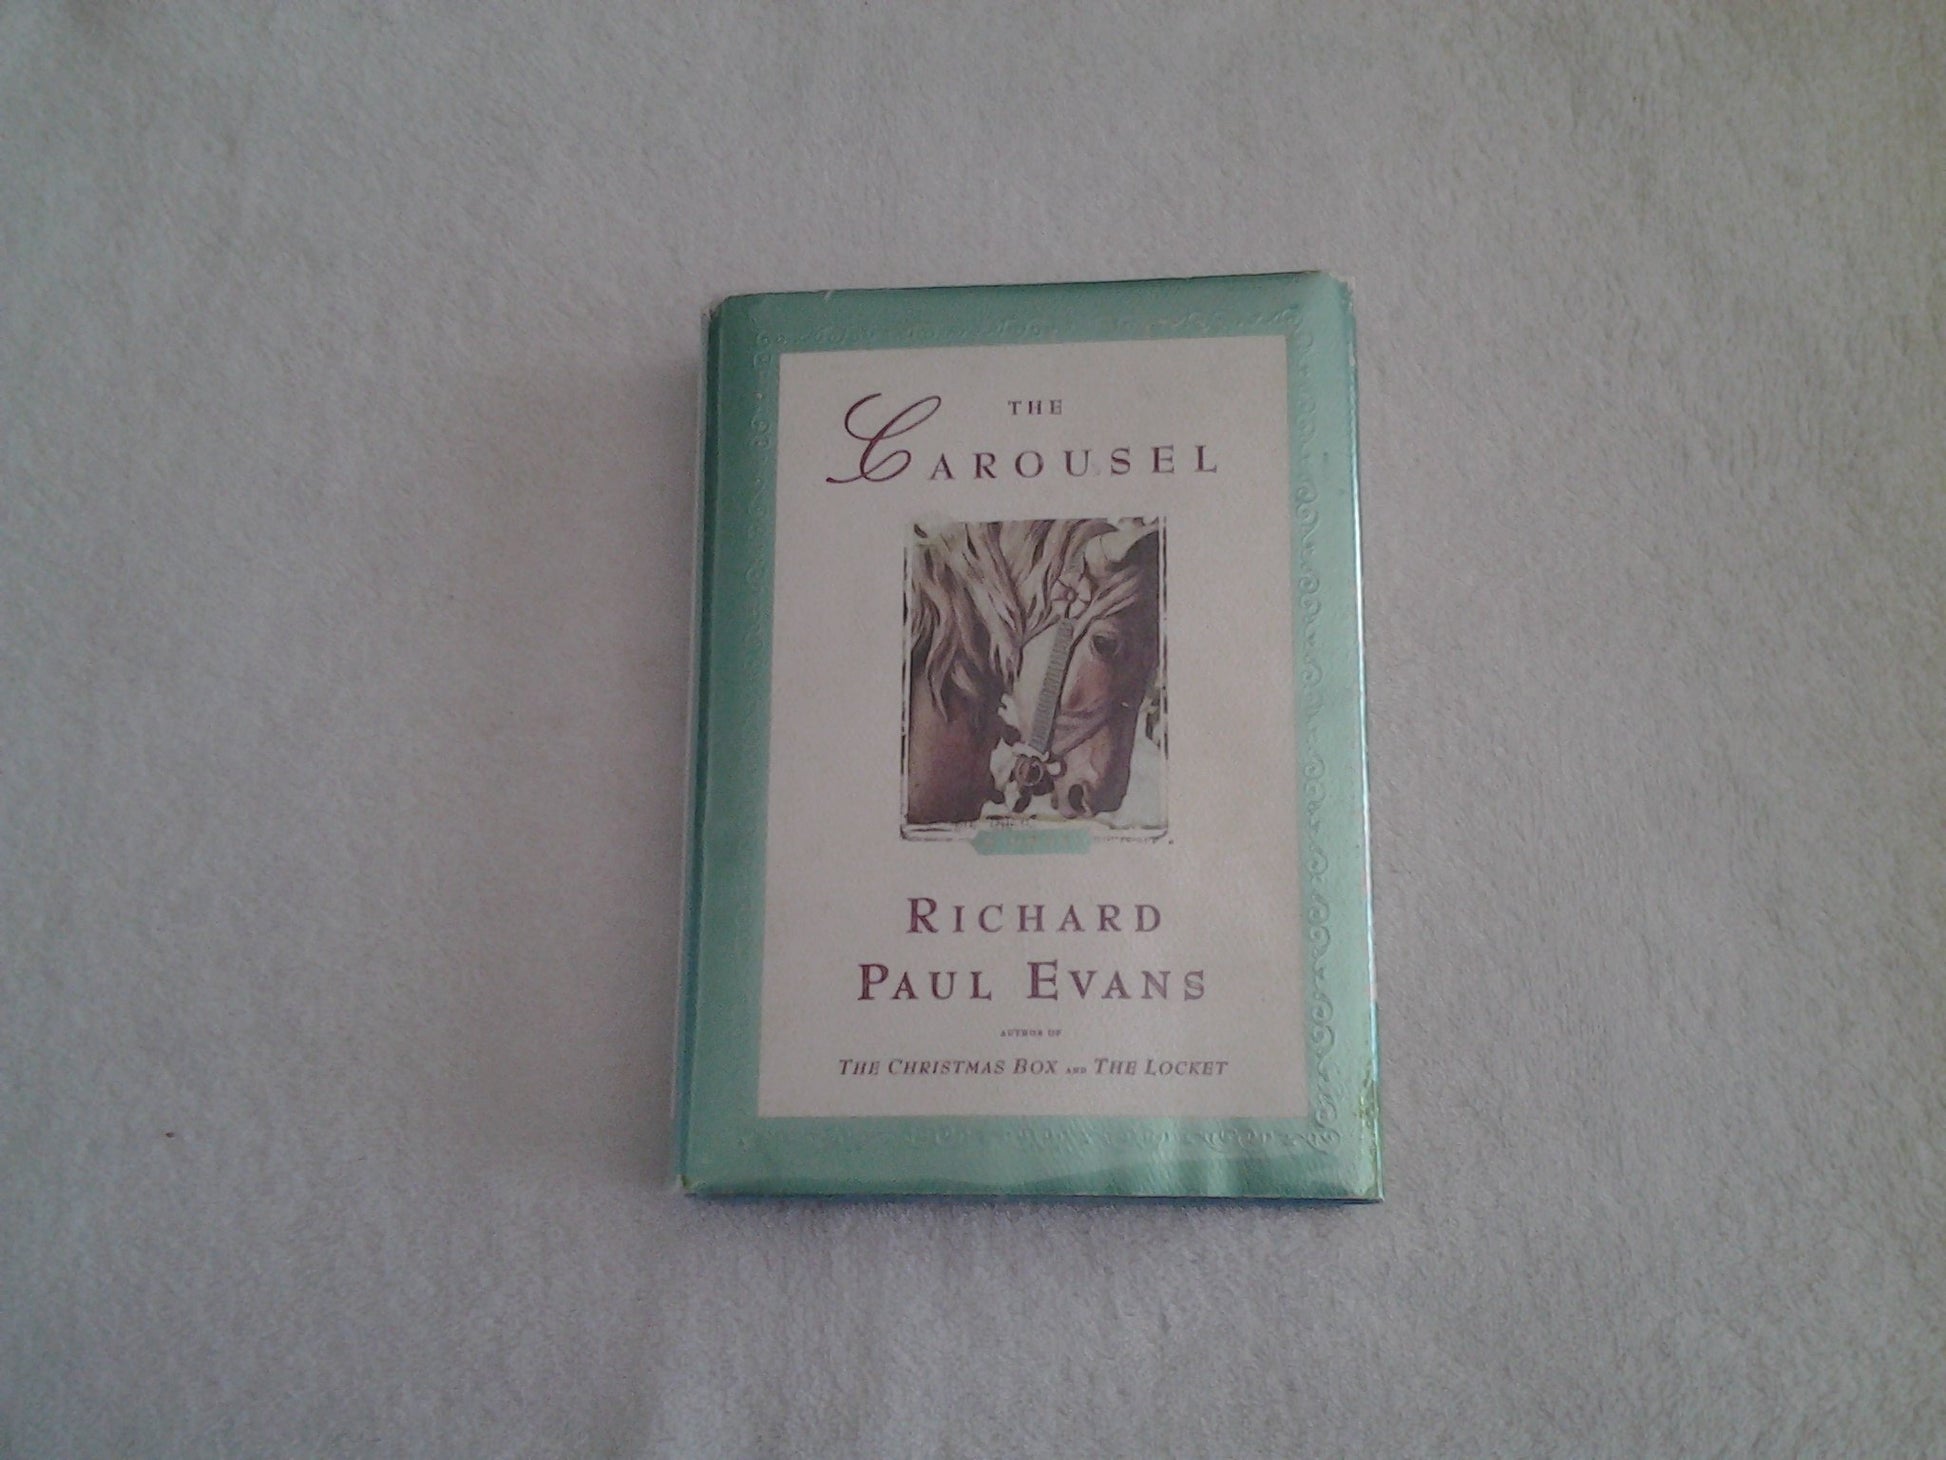 THE
CAROUSEL
RICHARD
PAUL EVANS
AUTHOR OF
THE CHRISTMAS BOX AND THE LOCKET